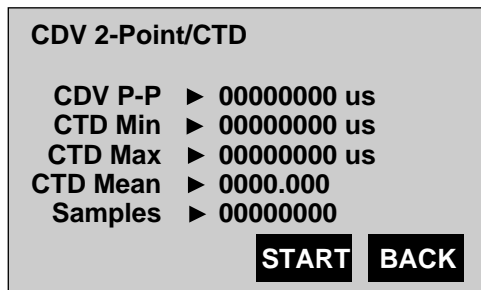 CDV 2-Point/CTD
CDV P-P ► 00000000 us
CTD Min ► 00000000 us
CTD Max ► 00000000 us
CTD Mean ► 0000.000
Samples ► 00000000
START BACK